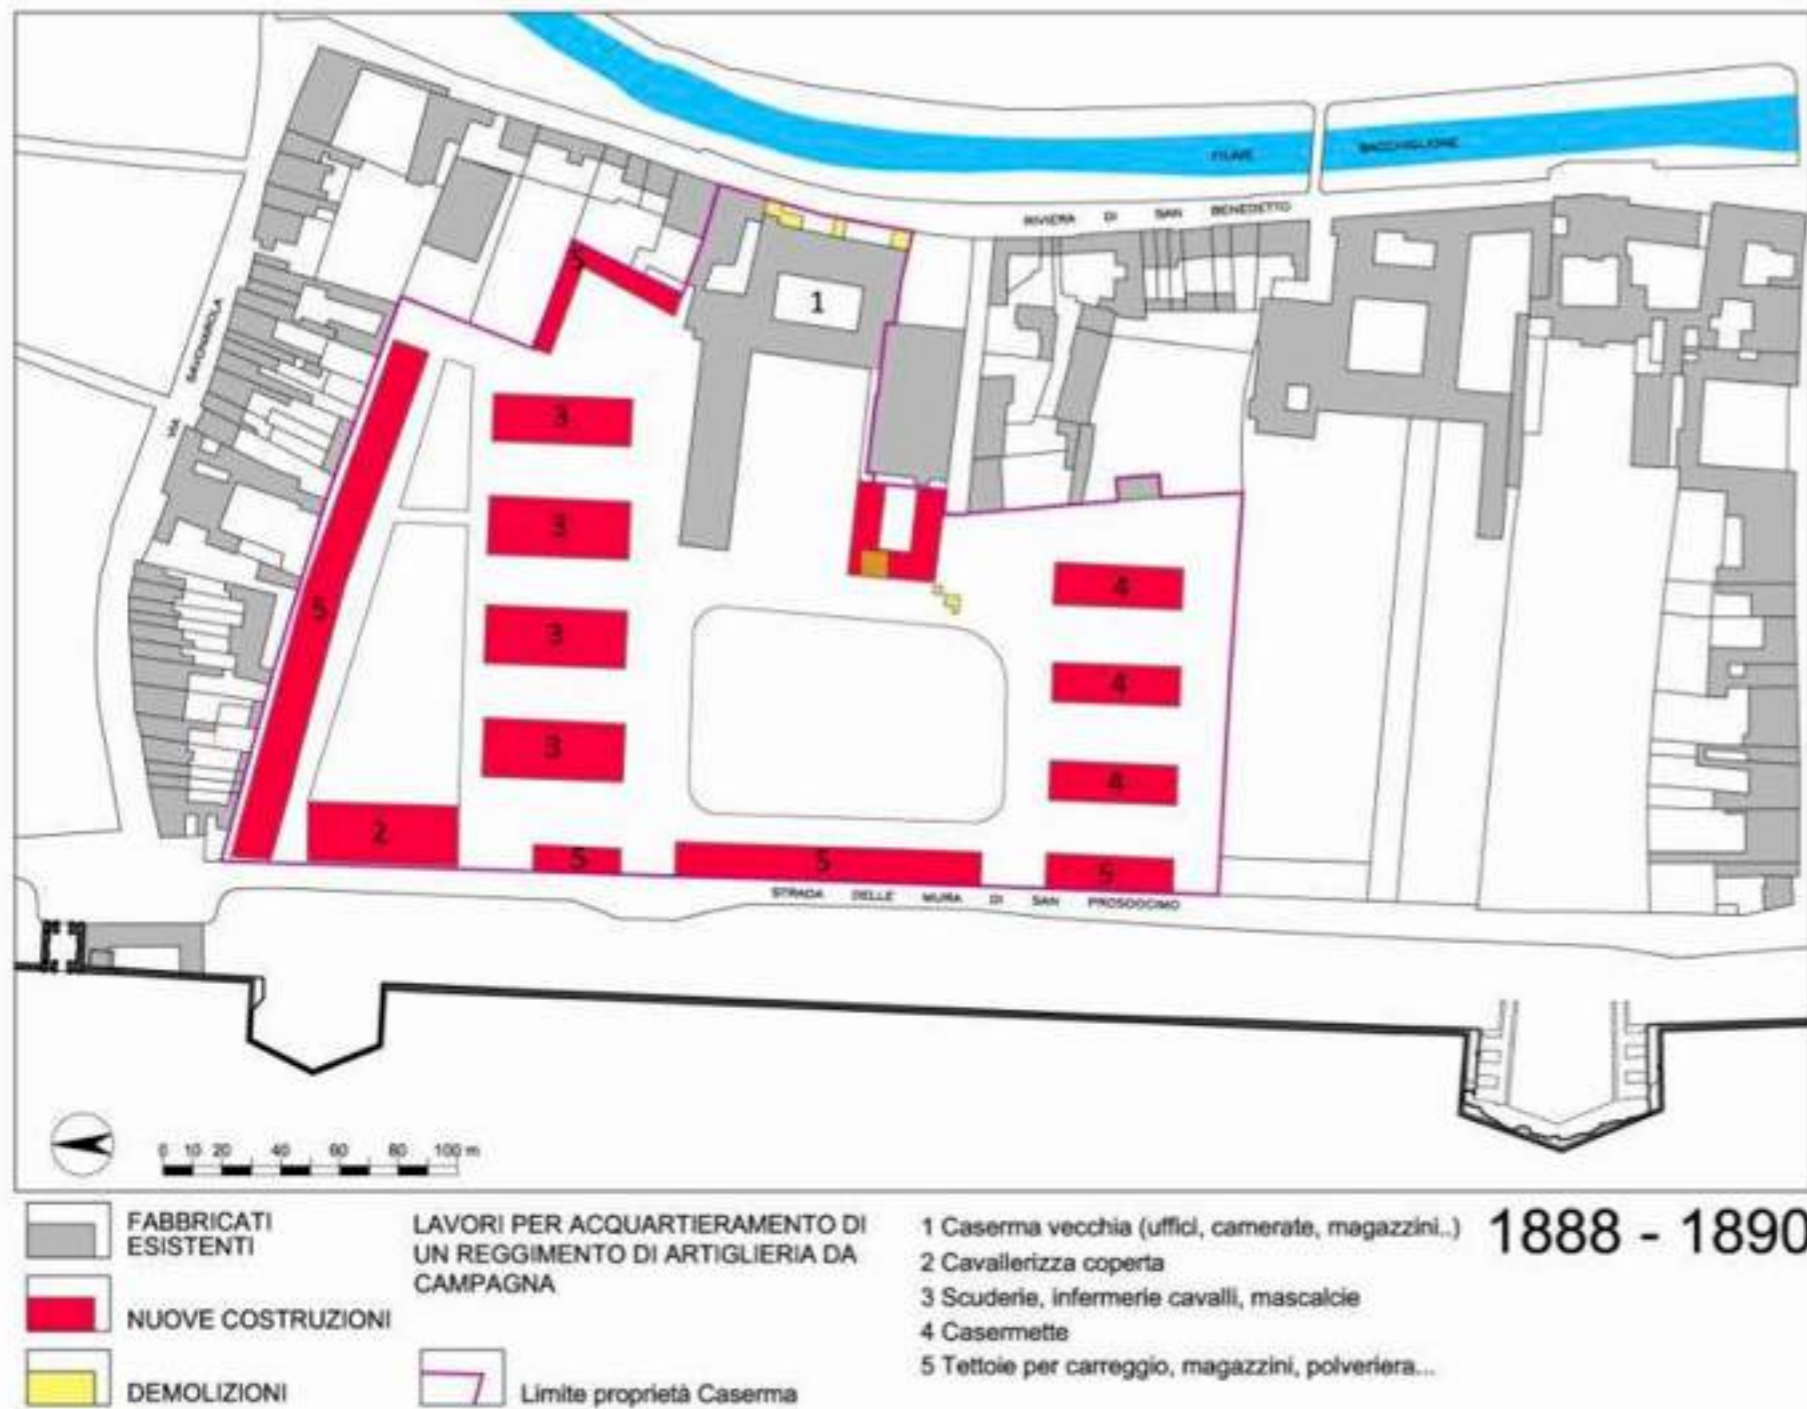 FIUME BACCHIGLIONE
RIVIERA DI SAN BENEDETTO
VIA SAVONAROLA
1
3
3
3
3
4
4
4
5
2
5
5
5
STRADA DELLE MURA DI SAN PROSDOCIMO
0 10 20 40 60 80 100 m
FABBRICATI
ESISTENTI
NUOVE COSTRUZIONI
DEMOLIZIONI
LAVORI PER ACQUARTIERAMENTO DI
UN REGGIMENTO DI ARTIGLIERIA DA
CAMPAGNA
Limite proprietà Caserma
1 Caserma vecchia (uffici, camerate, magazzini..)
2 Cavallerizza coperta
3 Scuderie, infermerie cavalli, mascalcie
4 Casermette
5 Tettoie per carreggio, magazzini, polveriera...
1888 - 1890